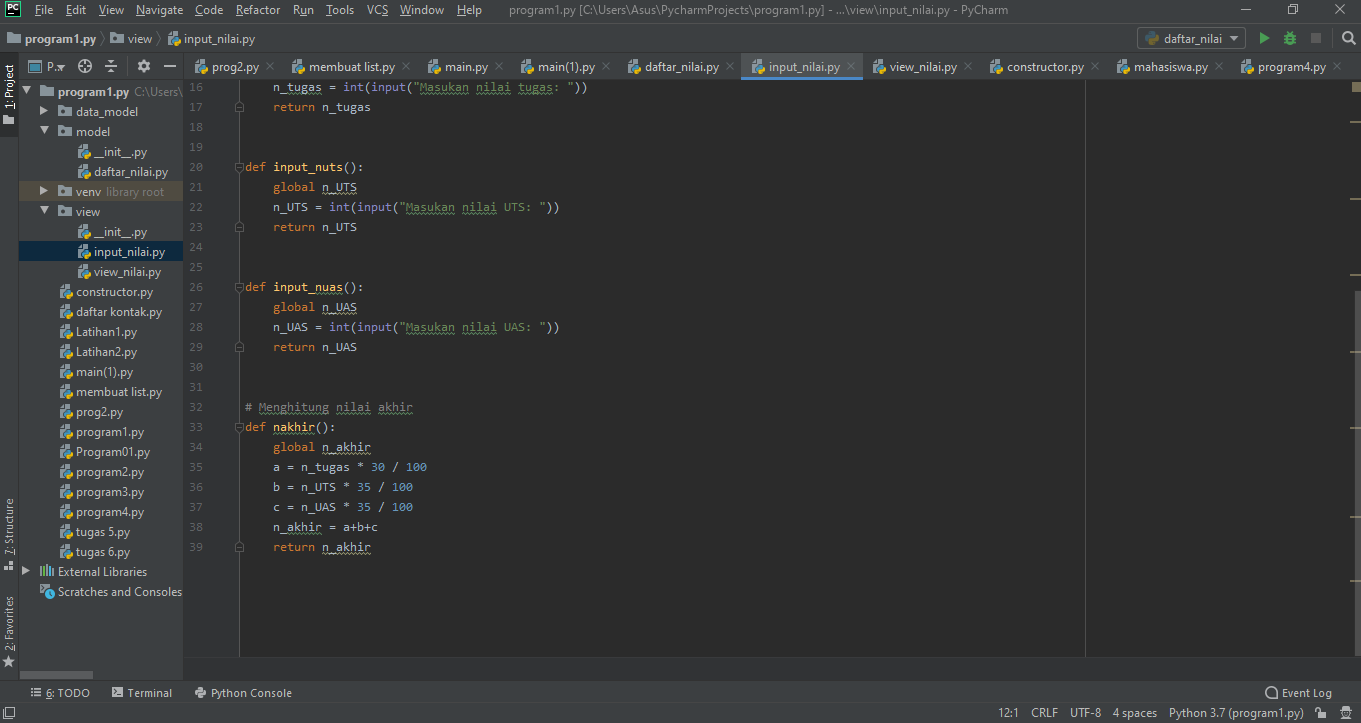 PC File Edit View Navigate Code Refactor Run Tools VCS Window Help program1.py [C:\Users\Asus\PycharmProjects\program1.py] - ...\view\input_nilai.py - PyCharm
program1.py view input_nilai.py daftar_nilai
1: Project
P.. prog2.py membuat list.py main.py main(1).py daftar_nilai.py input_nilai.py view_nilai.py constructor.py mahasiswa.py program4.py
program1.py C:\Users\
data_model
model
__init__.py
daftar_nilai.py
venv library root
view
__init__.py
input_nilai.py
view_nilai.py
constructor.py
daftar kontak.py
Latihan1.py
Latihan2.py
main(1).py
membuat list.py
prog2.py
program1.py
Program01.py
program2.py
program3.py
program4.py
tugas 5.py
tugas 6.py
External Libraries
Scratches and Consoles
16 n_tugas = int(input("Masukan nilai tugas: "))
17 return n_tugas
18
19
20 def input_nuts():
21 global n_UTS
22 n_UTS = int(input("Masukan nilai UTS: "))
23 return n_UTS
24
25
26 def input_nuas():
27 global n_UAS
28 n_UAS = int(input("Masukan nilai UAS: "))
29 return n_UAS
30
31
32 # Menghitung nilai akhir
33 def nakhir():
34 global n_akhir
35 a = n_tugas * 30 / 100
36 b = n_UTS * 35 / 100
37 c = n_UAS * 35 / 100
38 n_akhir = a+b+c
39 return n_akhir
7: Structure
2: Favorites
6: TODO Terminal Python Console Event Log
12:1 CRLF UTF-8 4 spaces Python 3.7 (program1.py)